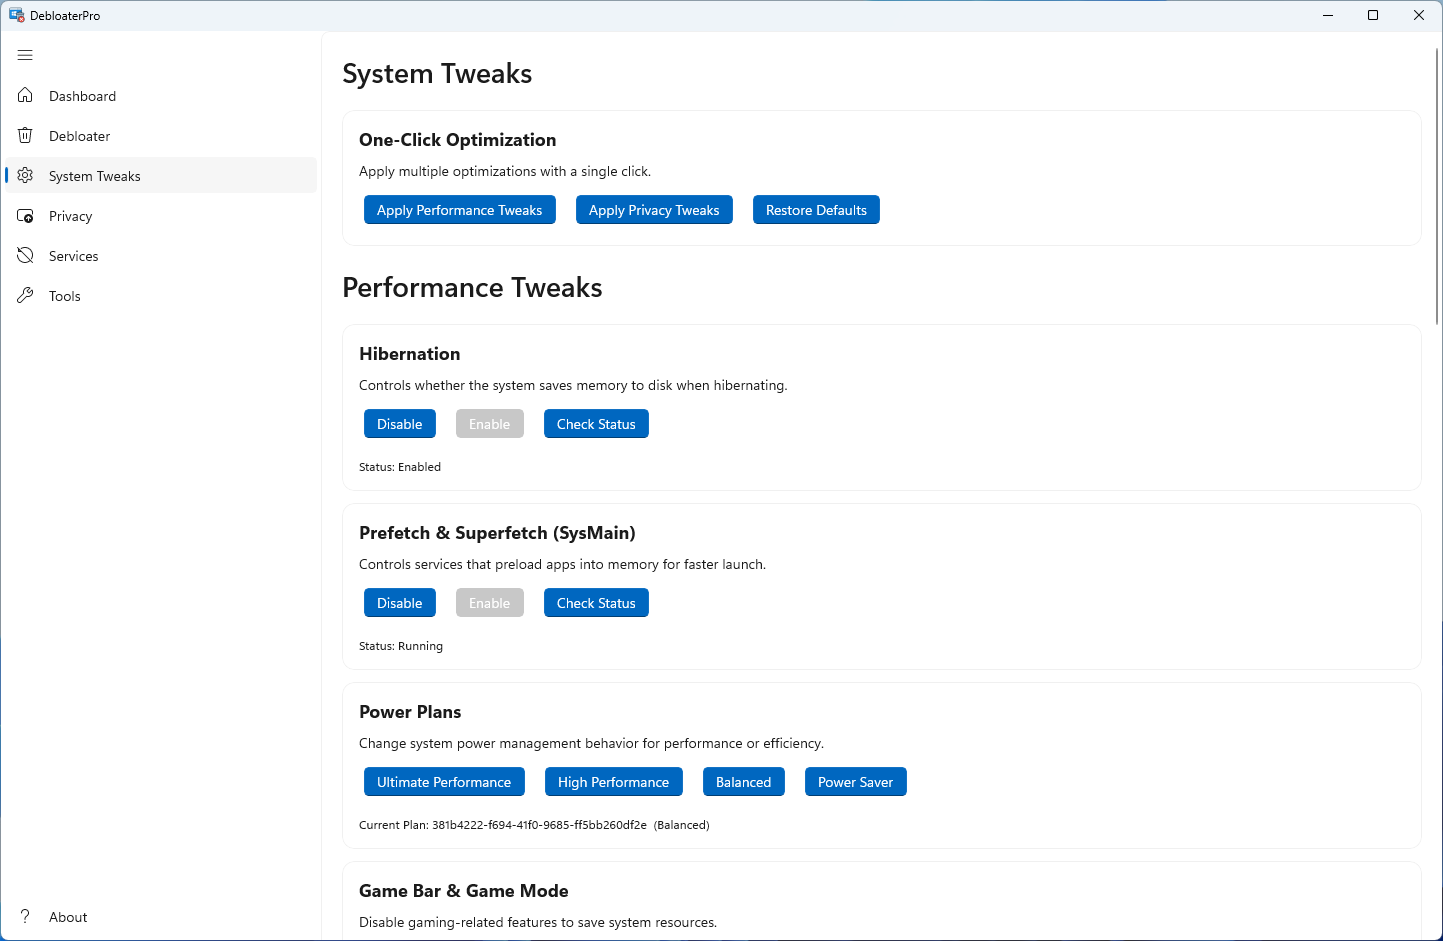 DebloaterPro
Dashboard
Debloater
System Tweaks
Privacy
Services
Tools
? About
System Tweaks
One-Click Optimization
Apply multiple optimizations with a single click.
Apply Performance Tweaks Apply Privacy Tweaks Restore Defaults
Performance Tweaks
Hibernation
Controls whether the system saves memory to disk when hibernating.
Disable Enable Check Status
Status: Enabled
Prefetch & Superfetch (SysMain)
Controls services that preload apps into memory for faster launch.
Disable Enable Check Status
Status: Running
Power Plans
Change system power management behavior for performance or efficiency.
Ultimate Performance High Performance Balanced Power Saver
Current Plan: 381b4222-f694-41f0-9685-ff5bb260df2e (Balanced)
Game Bar & Game Mode
Disable gaming-related features to save system resources.